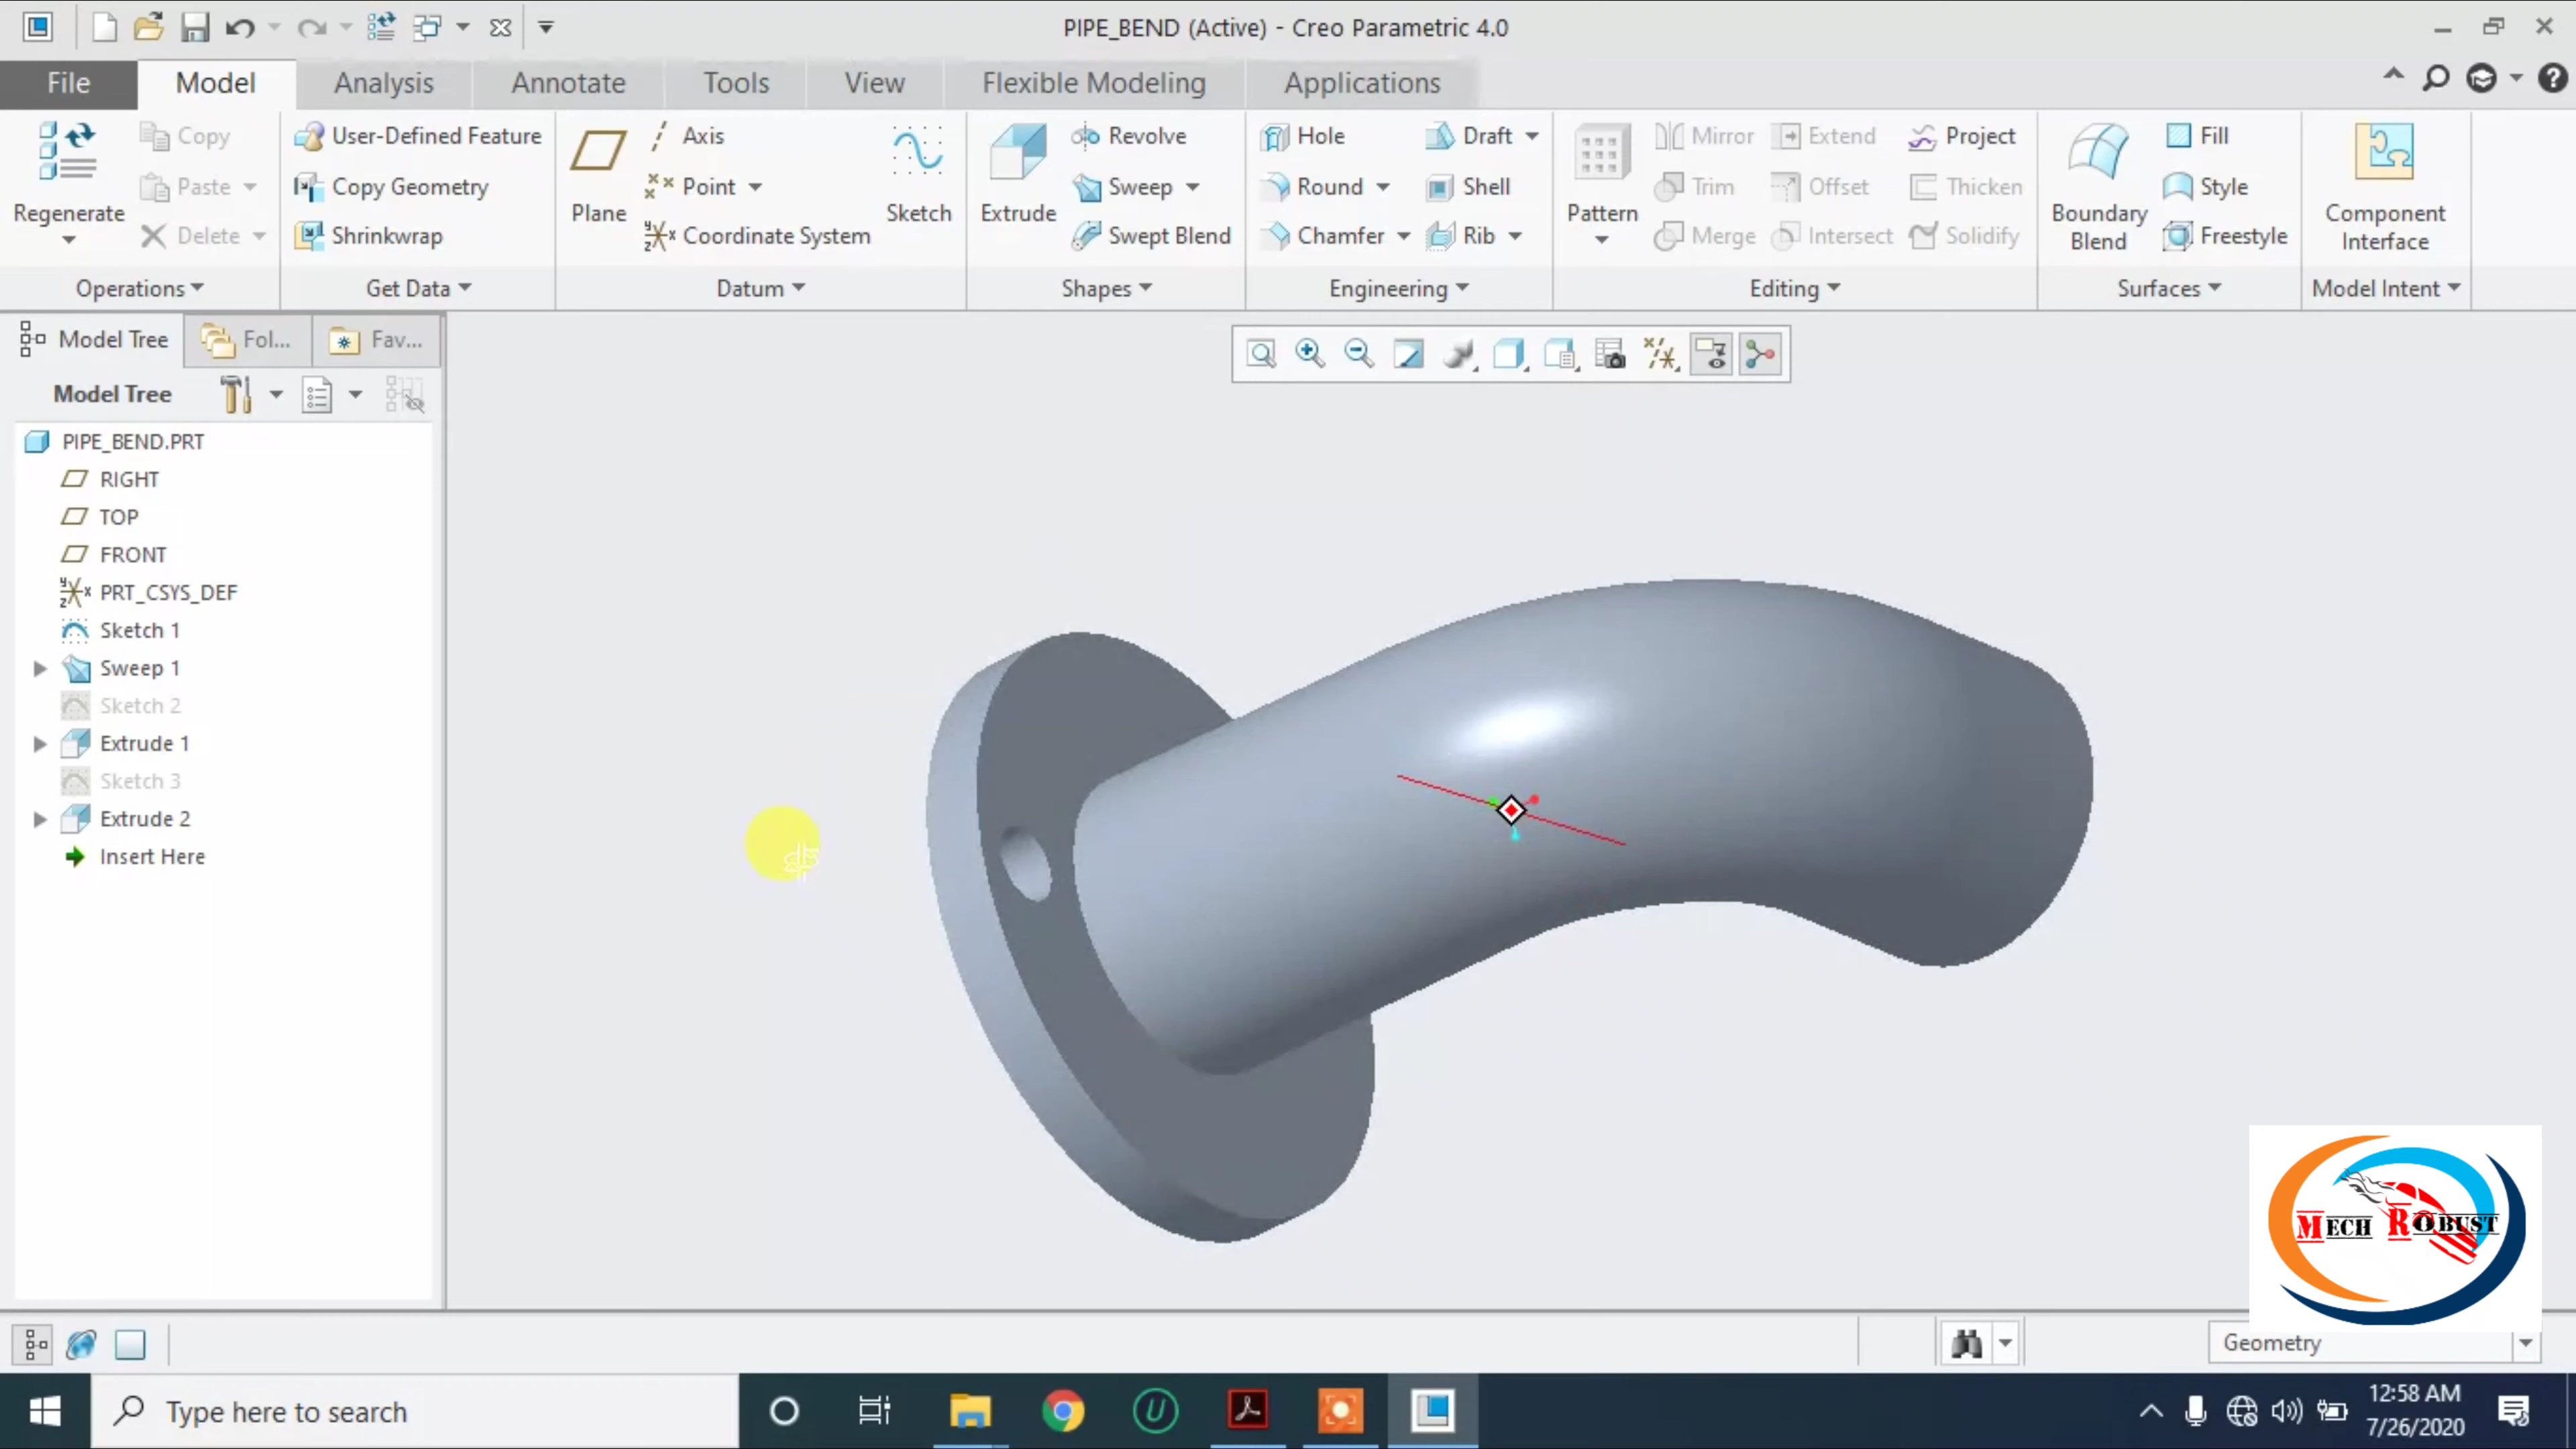 PIPE_BEND (Active) - Creo Parametric 4.0
File Model Analysis Annotate Tools View Flexible Modeling Applications
Regenerate
Copy
Paste
Delete
Operations
User-Defined Feature
Copy Geometry
Shrinkwrap
Get Data
Plane
Axis
Point
Coordinate System
Sketch
Datum
Extrude
Revolve
Sweep
Swept Blend
Shapes
Hole
Round
Chamfer
Draft
Shell
Rib
Engineering
Pattern
Mirror
Trim
Merge
Extend
Offset
Intersect
Project
Thicken
Solidify
Editing
Boundary
Blend
Fill
Style
Freestyle
Surfaces
Component
Interface
Model Intent
Model Tree Fol... Fav...
Model Tree
PIPE_BEND.PRT
RIGHT
TOP
FRONT
PRT_CSYS_DEF
Sketch 1
Sweep 1
Sketch 2
Extrude 1
Sketch 3
Extrude 2
Insert Here
MECH ROBUST
Geometry
Type here to search
12:58 AM
7/26/2020